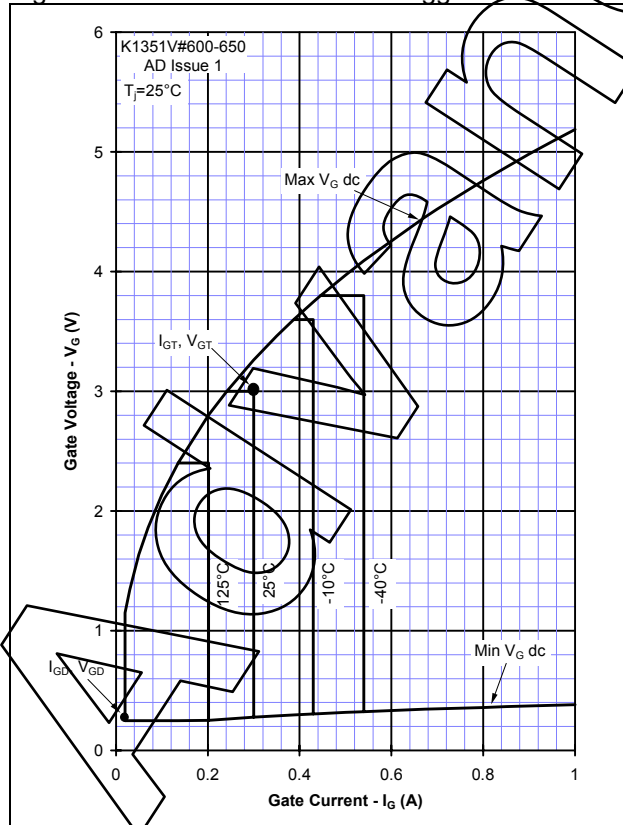 K1351V#600-650
AD Issue 1
Tj=25°C
6
5
4
3
2
1
0
Gate Voltage - VG (V)
Max VG dc
IGT, VGT
125°C
25°C
-10°C
-40°C
IGD, VGD
Min VG dc
0
0.2
0.4
0.6
0.8
1
Gate Current - IG (A)